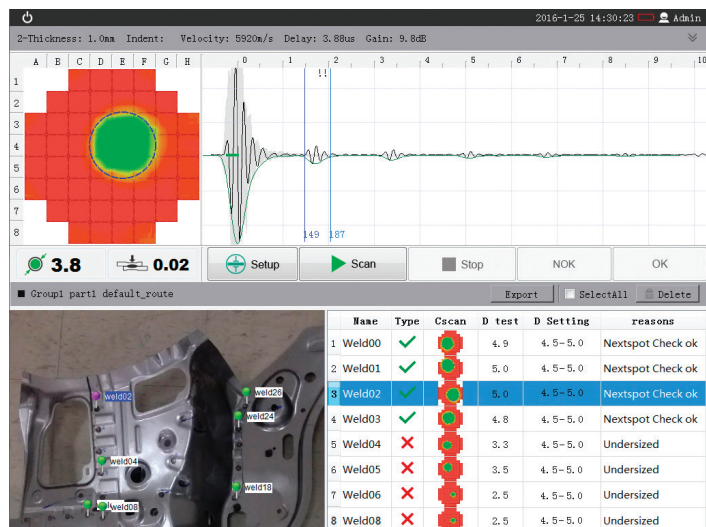 2016-1-25 14:30:23 Admin
2-Thickness: 1.0mm Indent: Velocity: 5920m/s Delay: 3.88us Gain: 9.8dB
A B C D E F G H
1
2
3
4
5
6
7
8
0 1 2 3 4 5 6 7 8 9 10
!!
149 187
3.8 0.02 Setup Scan Stop NOK OK
Group1 part1 default_route Export SelectAll Delete
weld02
weld26
weld24
weld04
weld18
weld08
Name Type Cscan D test D Setting reasons
1 Weld00 4.9 4.5-5.0 Nextspot Check ok
2 Weld01 5.0 4.5-5.0 Nextspot Check ok
3 Weld02 5.0 4.5-5.0 Nextspot Check ok
4 Weld03 4.8 4.5-5.0 Nextspot Check ok
5 Weld04 3.3 4.5-5.0 Undersized
6 Weld05 3.5 4.5-5.0 Undersized
7 Weld06 2.5 4.5-5.0 Undersized
8 Weld08 2.5 4.5-5.0 Undersized